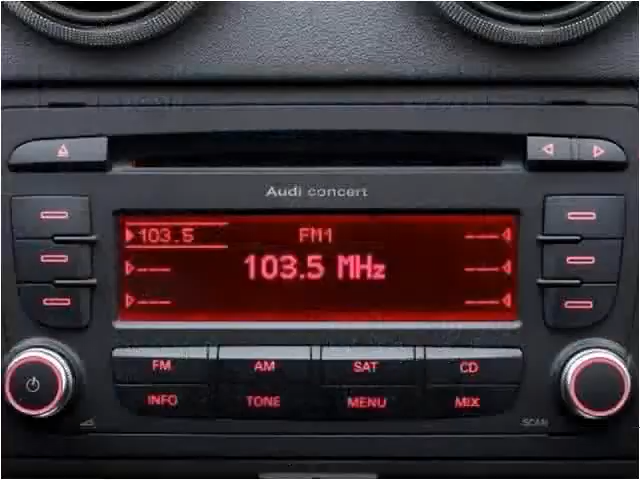 Audi concert
103.5 FM1
103.5 MHz
FM AM SAT CD
INFO TONE MENU MIX
SCAN